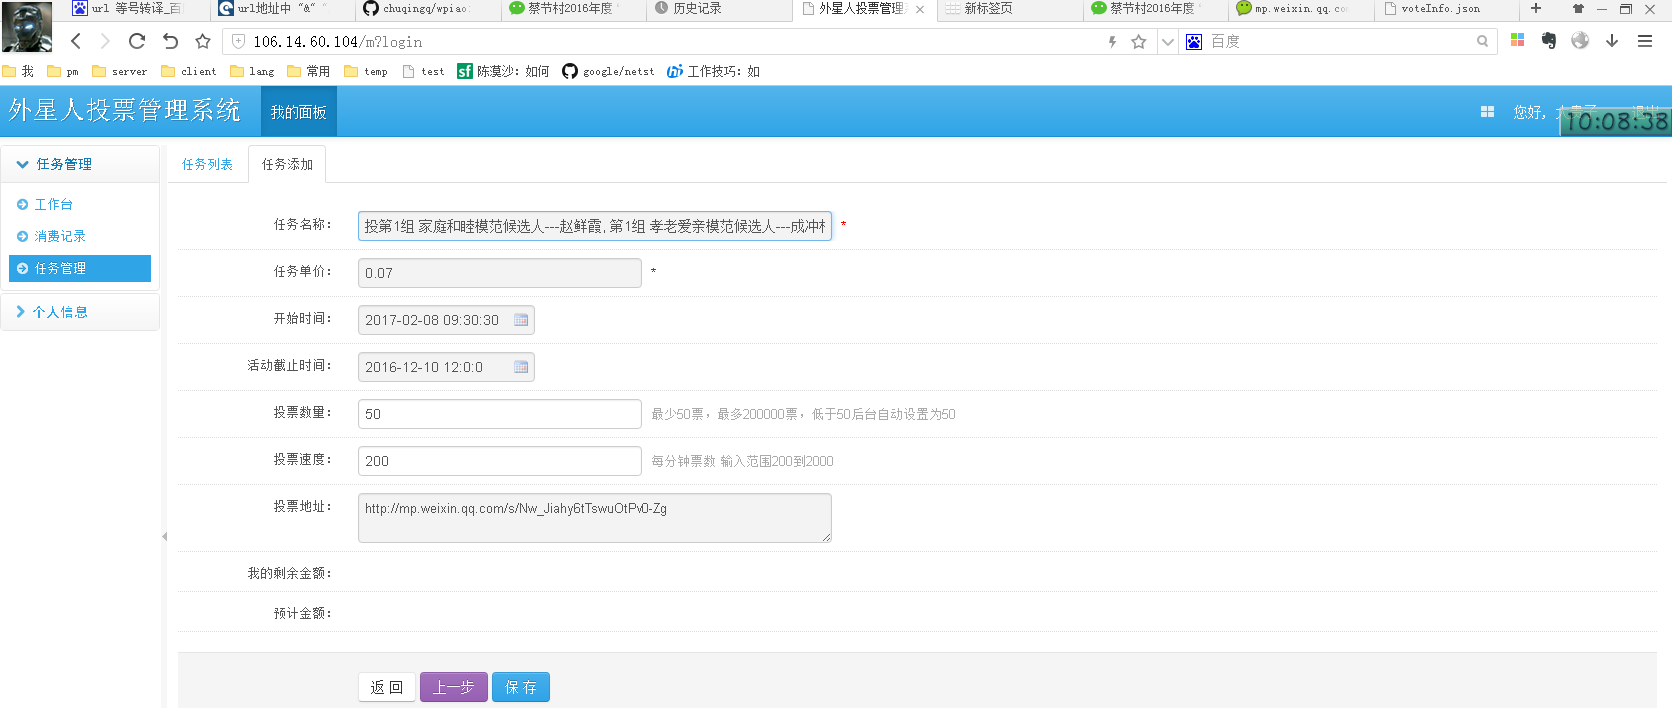 url 等号转译_百
url地址中 "&" "
chuqingq/wpiao
蔡节村2016年度
历史记录
外星人投票管理
新标签页
蔡节村2016年度
mp.weixin.qq.co
voteInfo.json
106.14.60.104/m?login
百度
我 pm server client lang 常用 temp test 陈漠沙：如何 google/netst 工作技巧：如
外星人投票管理系统 我的面板 您好，
10:08:38
任务管理
工作台
消费记录
任务管理
个人信息
任务列表 任务添加
任务名称： 投第1组 家庭和睦模范候选人---赵鲜霞, 第1组 孝老爱亲模范候选人---成冲 *
任务单价： 0.07 *
开始时间： 2017-02-08 09:30:30
活动截止时间： 2016-12-10 12:0:0
投票数量： 50 最少50票，最多200000票，低于50后台自动设置为50
投票速度： 200 每分钟票数 输入范围200到2000
投票地址： http://mp.weixin.qq.com/s/Nw_Jiahy6tTswuOtPv0-Zg
我的剩余金额：
预计金额：
返 回 上一步 保 存